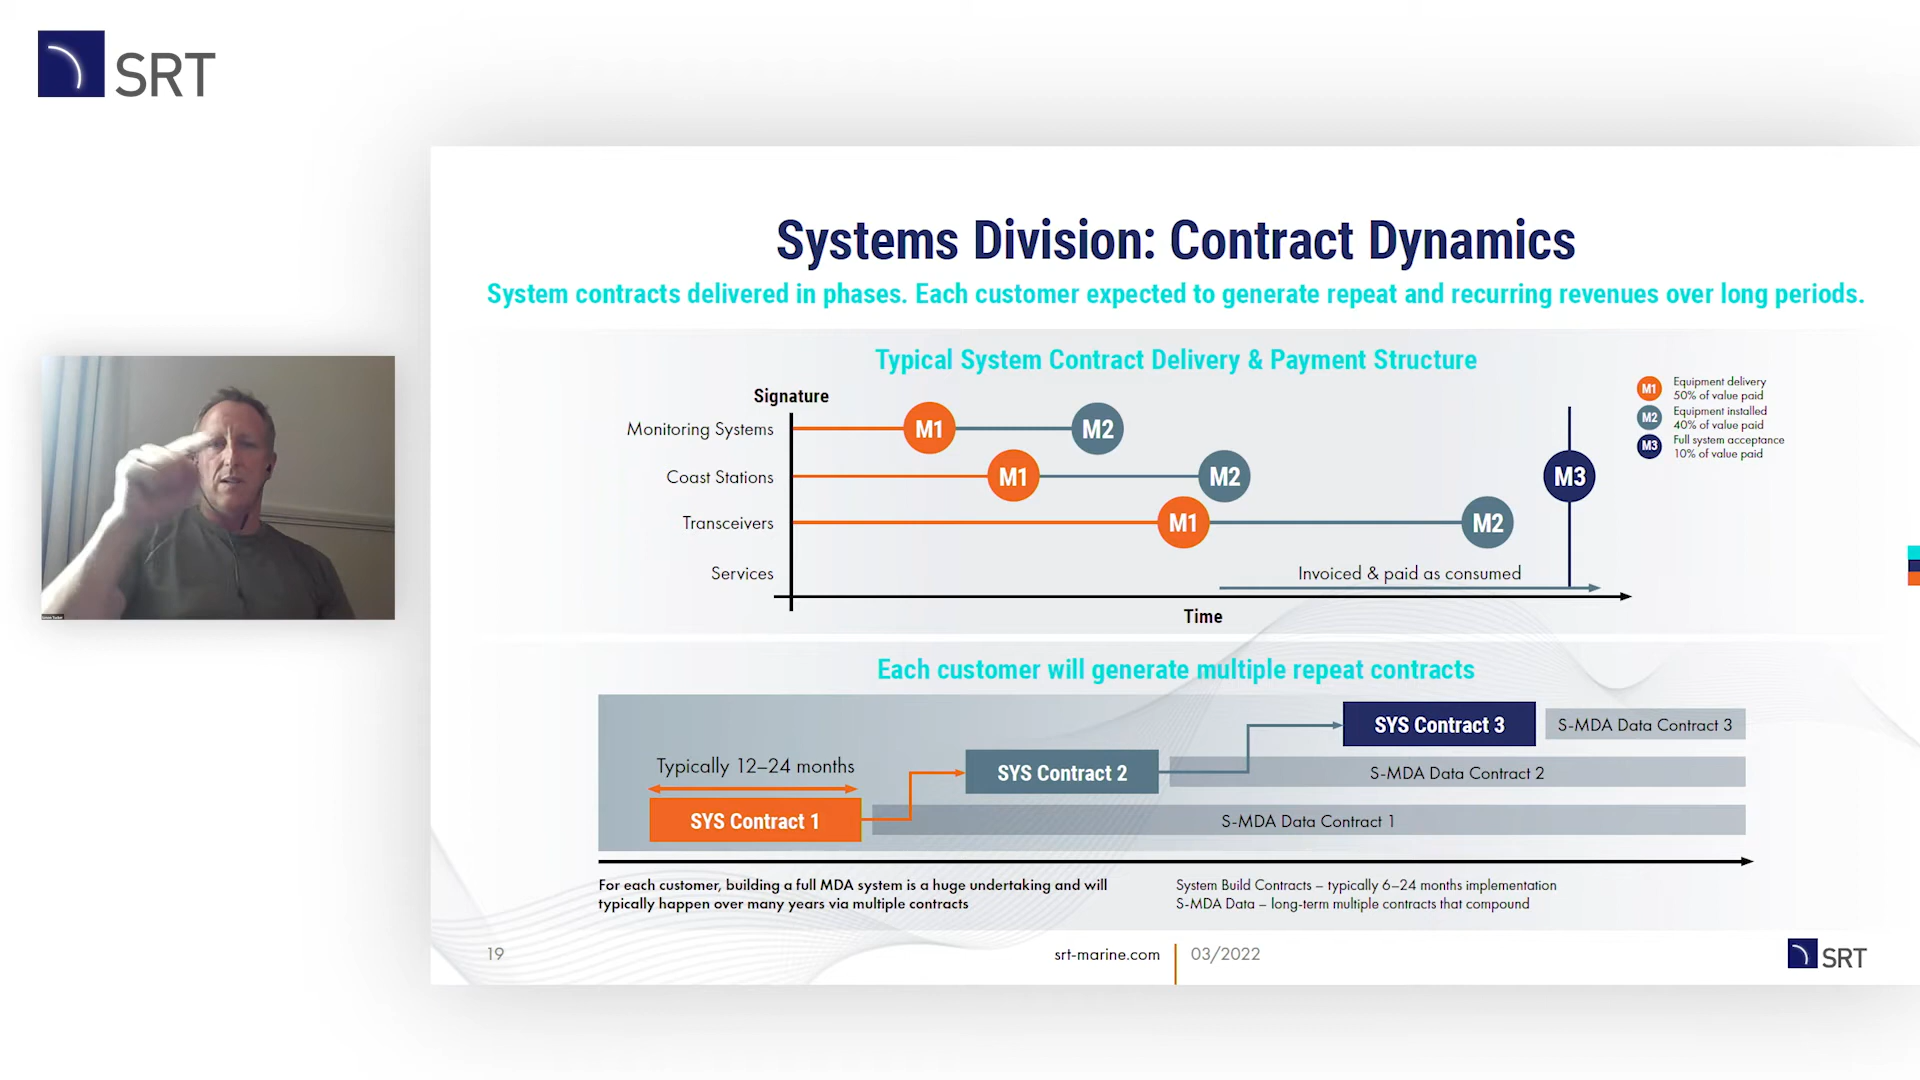 SRT
Systems Division: Contract Dynamics
System contracts delivered in phases. Each customer expected to generate repeat and recurring revenues over long periods.
Typical System Contract Delivery & Payment Structure
Signature
Monitoring Systems
M1
M2
Coast Stations
M1
M2
M3
Transceivers
M1
M2
Services
Invoiced & paid as consumed
Time
M1
Equipment delivery
50% of value paid
M2
Equipment installed
40% of value paid
M3
Full system acceptance
10% of value paid
Each customer will generate multiple repeat contracts
SYS Contract 3
S-MDA Data Contract 3
Typically 12–24 months
SYS Contract 2
S-MDA Data Contract 2
SYS Contract 1
S-MDA Data Contract 1
For each customer, building a full MDA system is a huge undertaking and will
typically happen over many years via multiple contracts
System Build Contracts – typically 6–24 months implementation
S-MDA Data – long-term multiple contracts that compound
19
srt-marine.com
03/2022
SRT